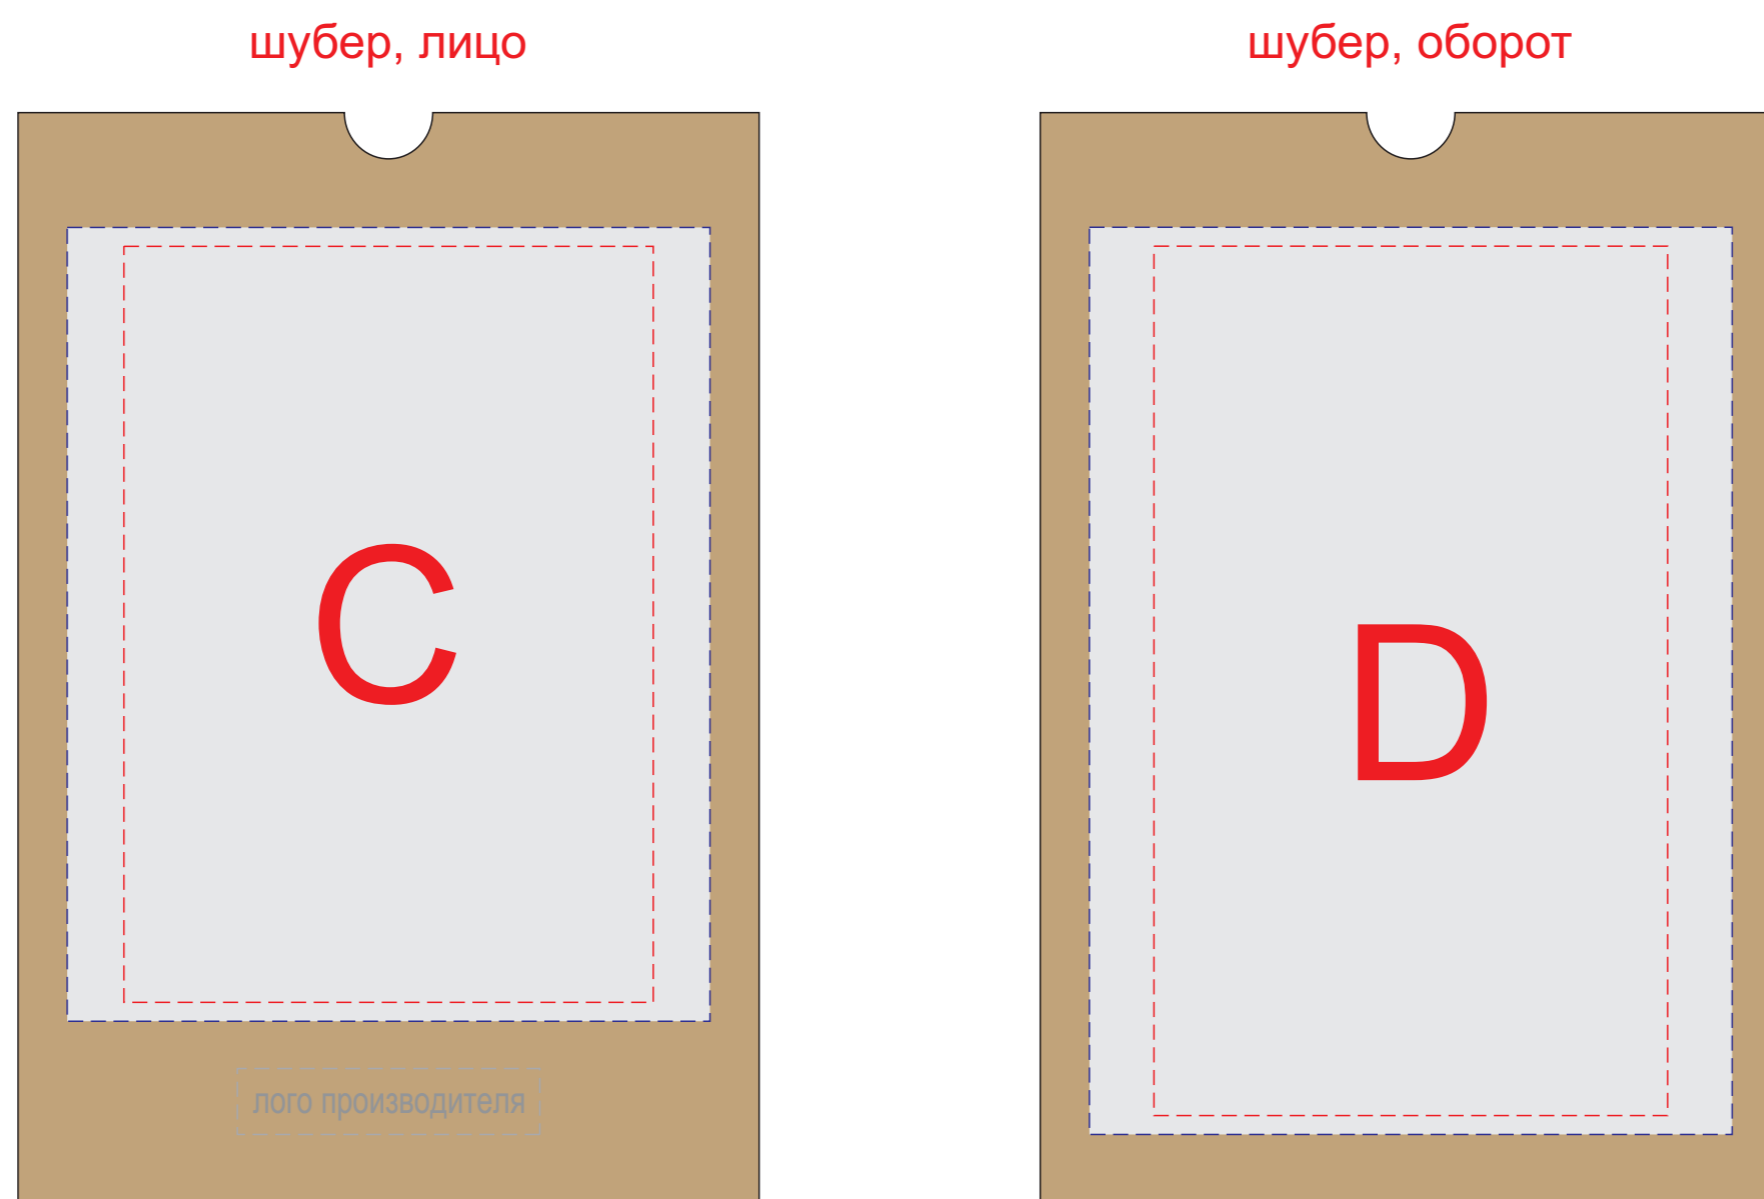 шубер, лицо
шубер, оборот
C
D
лого производителя